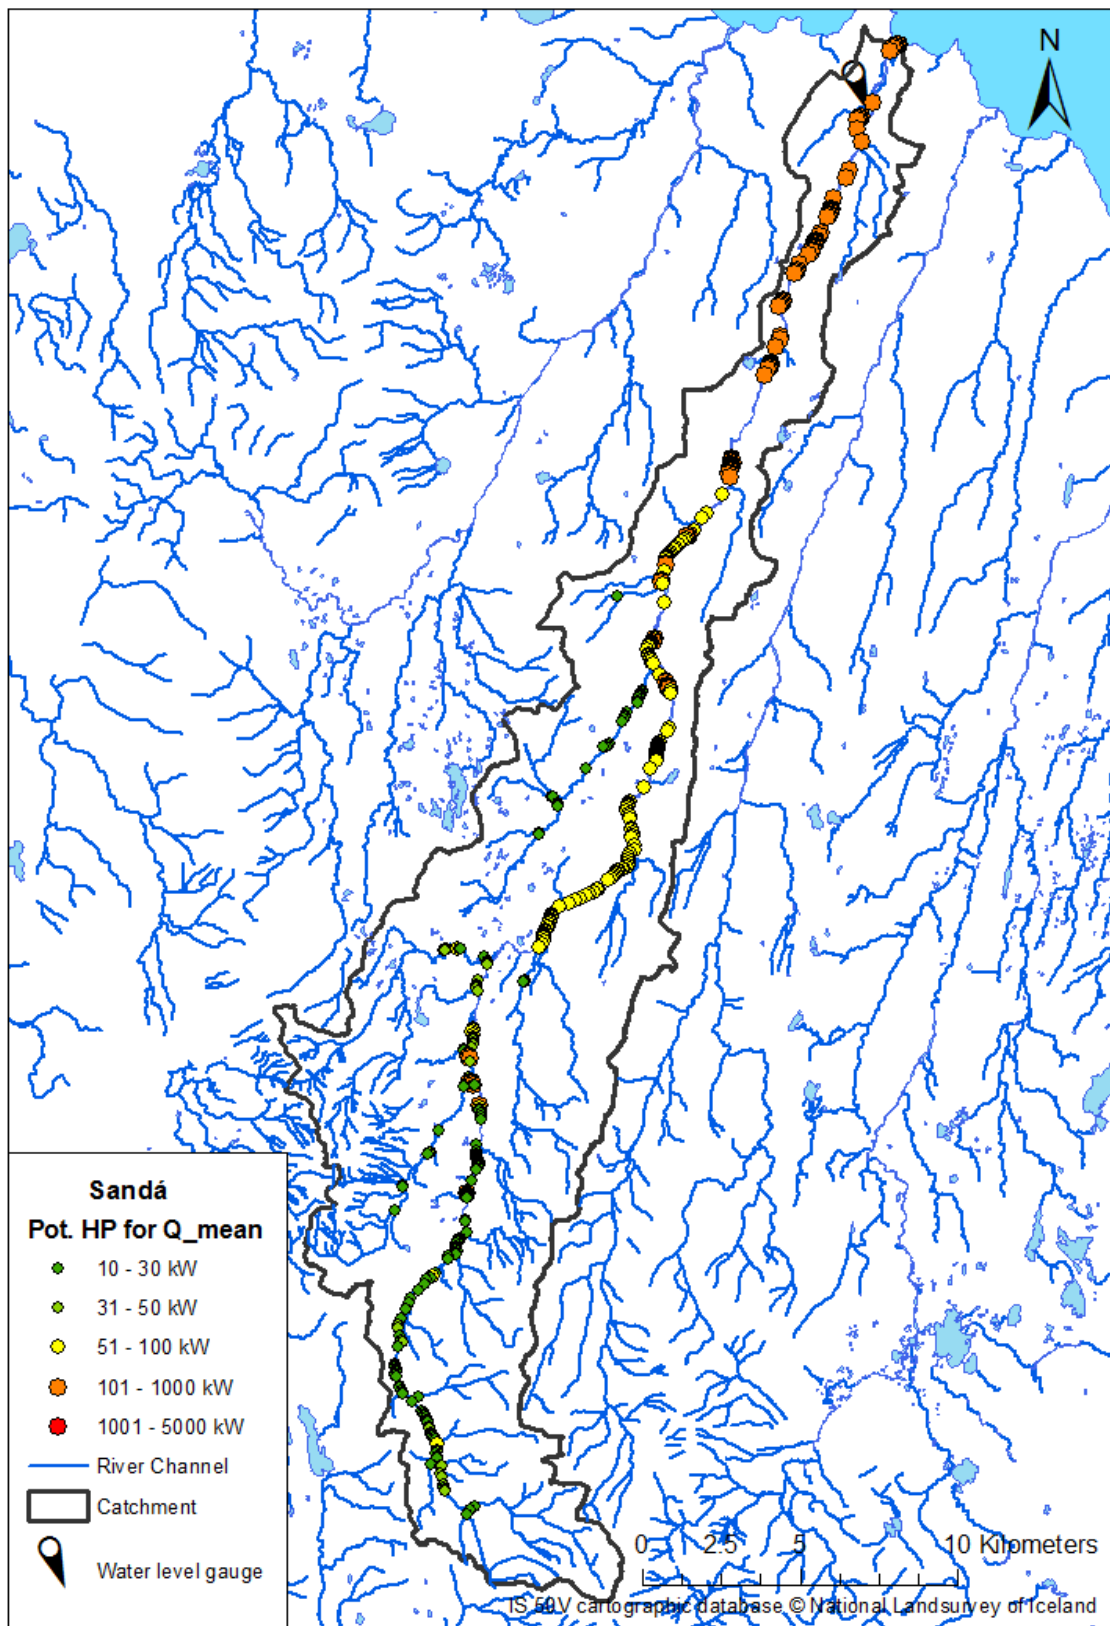 N
Sandá
Pot. HP for Q_mean
10 - 30 kW
31 - 50 kW
51 - 100 kW
101 - 1000 kW
1001 - 5000 kW
River Channel
Catchment
Water level gauge
0 2.5 5 10 Kilometers
IS 50V cartographic database © National Landsurvey of Iceland